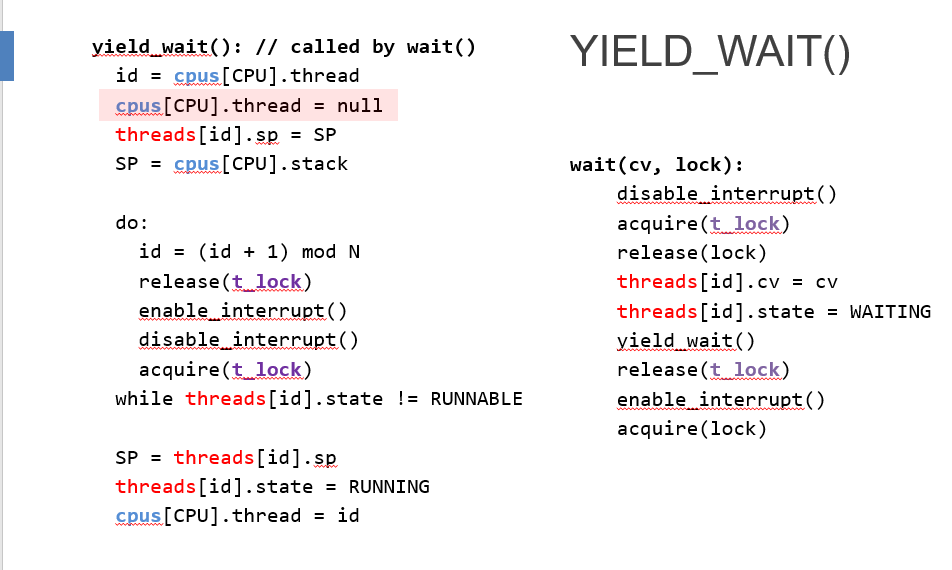 YIELD_WAIT()
yield_wait(): // called by wait()
id = cpus[CPU].thread
cpus[CPU].thread = null
threads[id].sp = SP
SP = cpus[CPU].stack
do:
id = (id + 1) mod N
release(t_lock)
enable_interrupt()
disable_interrupt()
acquire(t_lock)
while threads[id].state != RUNNABLE
SP = threads[id].sp
threads[id].state = RUNNING
cpus[CPU].thread = id
wait(cv, lock):
disable_interrupt()
acquire(t_lock)
release(lock)
threads[id].cv = cv
threads[id].state = WAITING
yield_wait()
release(t_lock)
enable_interrupt()
acquire(lock)